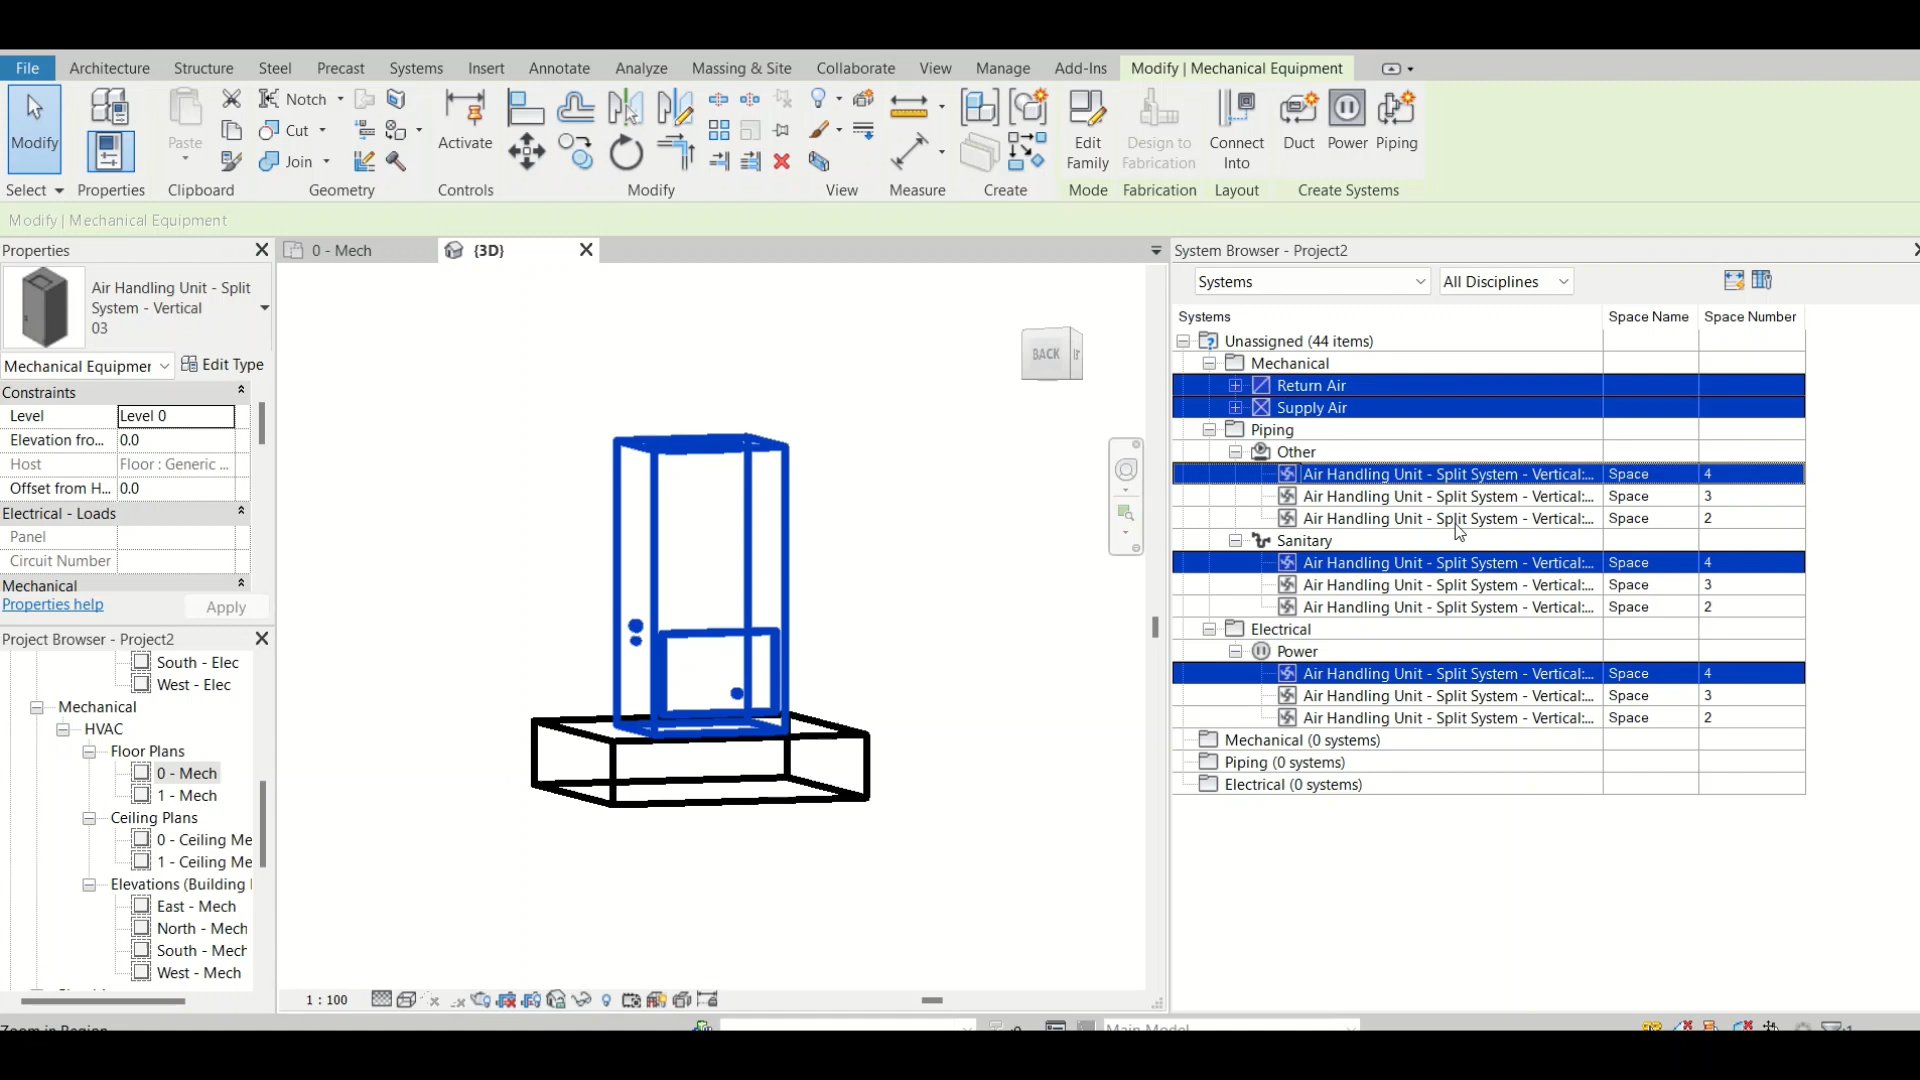 File Architecture Structure Steel Precast Systems Insert Annotate Analyze Massing & Site Collaborate View Manage Add-Ins Modify | Mechanical Equipment
Modify
Paste
Notch
Cut
Join
Activate
Edit Family
Design to Fabrication
Connect Into
Duct Power Piping
Select Properties Clipboard Geometry Controls Modify View Measure Create Mode Fabrication Layout Create Systems
Modify | Mechanical Equipment
Properties
Air Handling Unit - Split
System - Vertical
03
Mechanical Equipmer Edit Type
Constraints
Level Level 0
Elevation fro... 0.0
Host Floor : Generic ...
Offset from H... 0.0
Electrical - Loads
Panel
Circuit Number
Mechanical
Properties help Apply
Project Browser - Project2
South - Elec
West - Elec
Mechanical
HVAC
Floor Plans
0 - Mech
1 - Mech
Ceiling Plans
0 - Ceiling Me
1 - Ceiling Me
Elevations (Building
East - Mech
North - Mech
South - Mech
West - Mech
0 - Mech {3D}
BACK
1 : 100
System Browser - Project2
Systems All Disciplines
Systems Space Name Space Number
Unassigned (44 items)
Mechanical
Return Air
Supply Air
Piping
Other
Air Handling Unit - Split System - Vertical:... Space 4
Air Handling Unit - Split System - Vertical:... Space 3
Air Handling Unit - Split System - Vertical:... Space 2
Sanitary
Air Handling Unit - Split System - Vertical:... Space 4
Air Handling Unit - Split System - Vertical:... Space 3
Air Handling Unit - Split System - Vertical:... Space 2
Electrical
Power
Air Handling Unit - Split System - Vertical:... Space 4
Air Handling Unit - Split System - Vertical:... Space 3
Air Handling Unit - Split System - Vertical:... Space 2
Mechanical (0 systems)
Piping (0 systems)
Electrical (0 systems)
Zoom in Region
Main Model